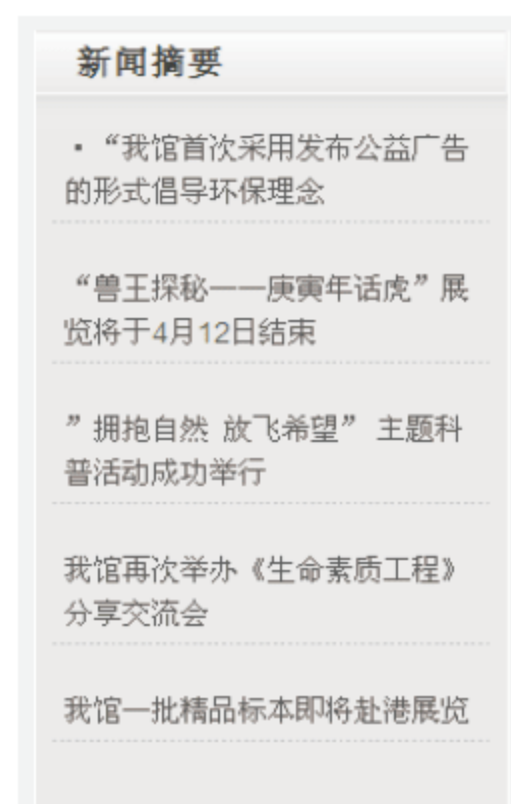 新闻摘要
▪ “我馆首次采用发布公益广告
的形式倡导环保理念
“兽王探秘——庚寅年话虎”展
览将于4月12日结束
”拥抱自然 放飞希望” 主题科
普活动成功举行
我馆再次举办《生命素质工程》
分享交流会
我馆一批精品标本即将赴港展览